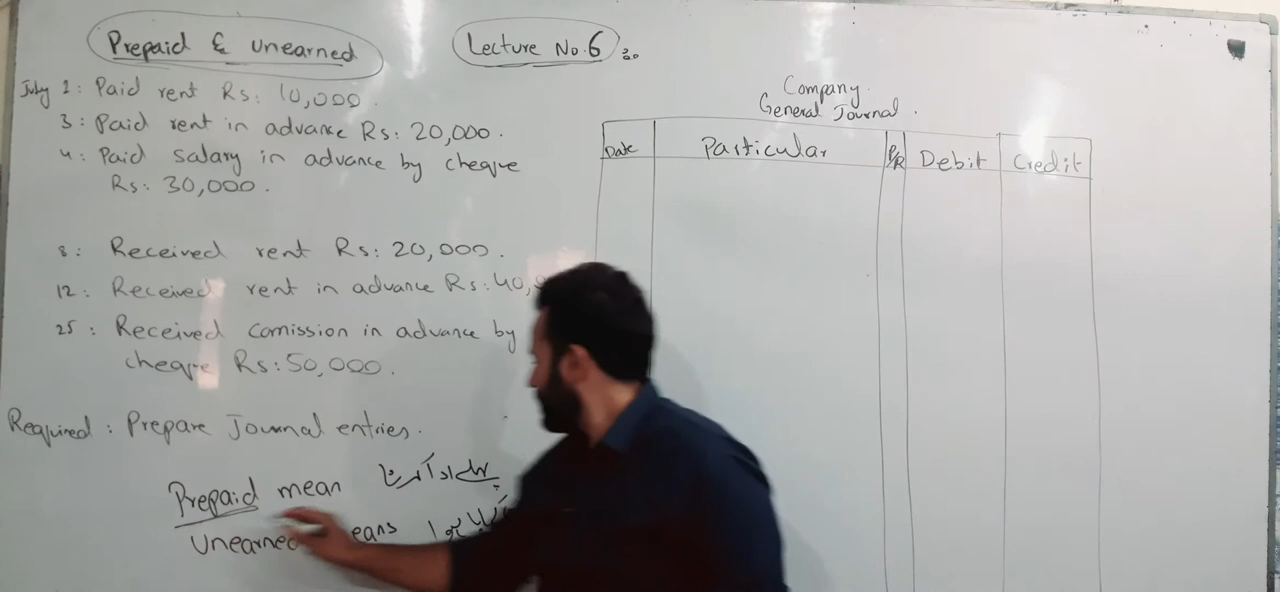 Prepaid & Unearned
Lecture No. 6
July 1: Paid rent Rs: 10,000.
3: Paid rent in advance Rs: 20,000.
4: Paid salary in advance by cheque
Rs: 30,000.
8: Received rent Rs: 20,000.
12: Received rent in advance Rs: 40,
25: Received comission in advance by
cheque Rs: 50,000.
Required: Prepare Journal entries.
Prepaid mean پہلے ادا کرنا
Unearned
Company
General Journal.
Date Particular P/R Debit Credit